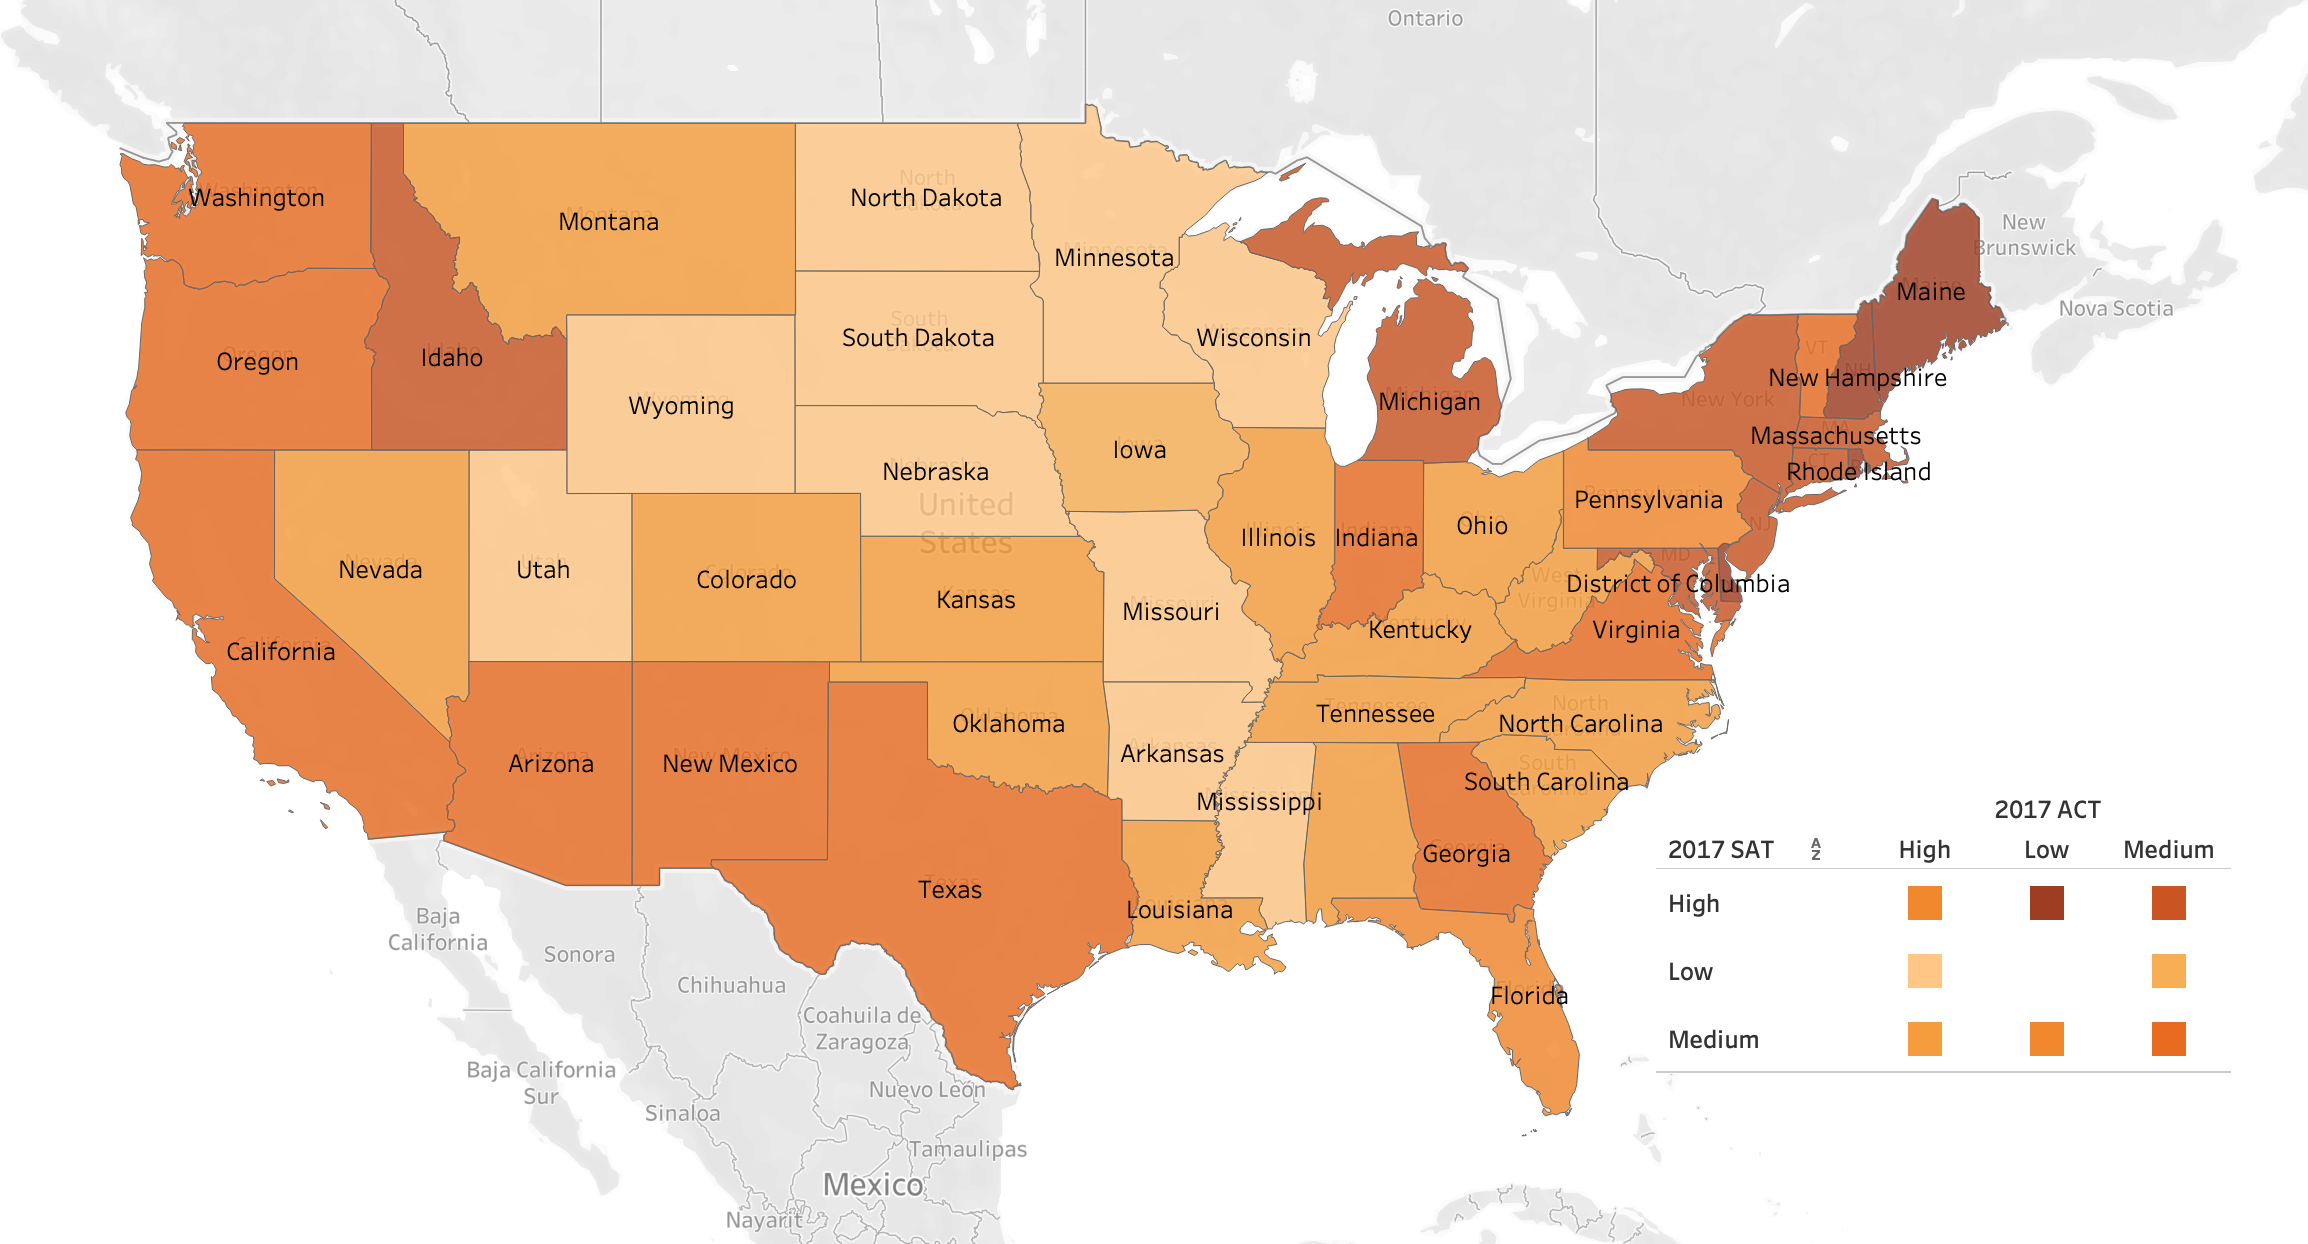 Ontario
New
Brunswick
Nova Scotia
Washington
Montana
North Dakota
Minnesota
Maine
Oregon
Idaho
South Dakota
Wisconsin
Wyoming
Michigan
VT
NH
New Hampshire
New York
MA
Massachusetts
CT
Rhode Island
Iowa
Nebraska
Pennsylvania
NJ
United
States
Nevada
Utah
Colorado
Kansas
Illinois
Indiana
Ohio
MD
West
Virginia
District of Columbia
Missouri
Kentucky
Virginia
California
Oklahoma
Tennessee
North Carolina
Arizona
New Mexico
Arkansas
South Carolina
Mississippi
Georgia
Texas
Louisiana
Florida
2017 ACT
2017 SAT A Z High Low Medium
High
Low
Medium
Baja
California
Sonora
Chihuahua
Coahuila de
Zaragoza
Baja California
Sur
Nuevo León
Sinaloa
Tamaulipas
Mexico
Nayarit